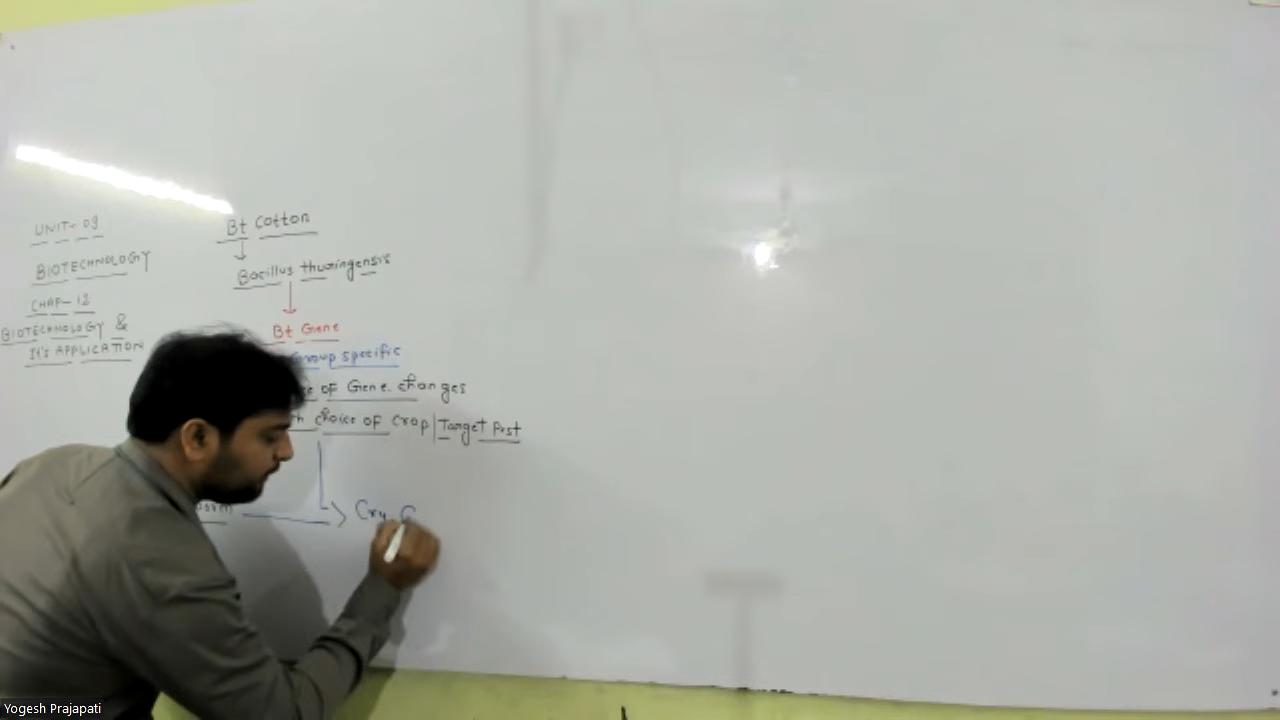 UNIT- 09
BIOTECHNOLOGY
CHAP- 12
BIOTECHNOLOGY &
It's APPLICATION
Bt Cotton
Bacillus thuringensis
Bt Gene
Group specific
of Gene changes
choice of crop | Target Pest
Cry G
Yogesh Prajapati